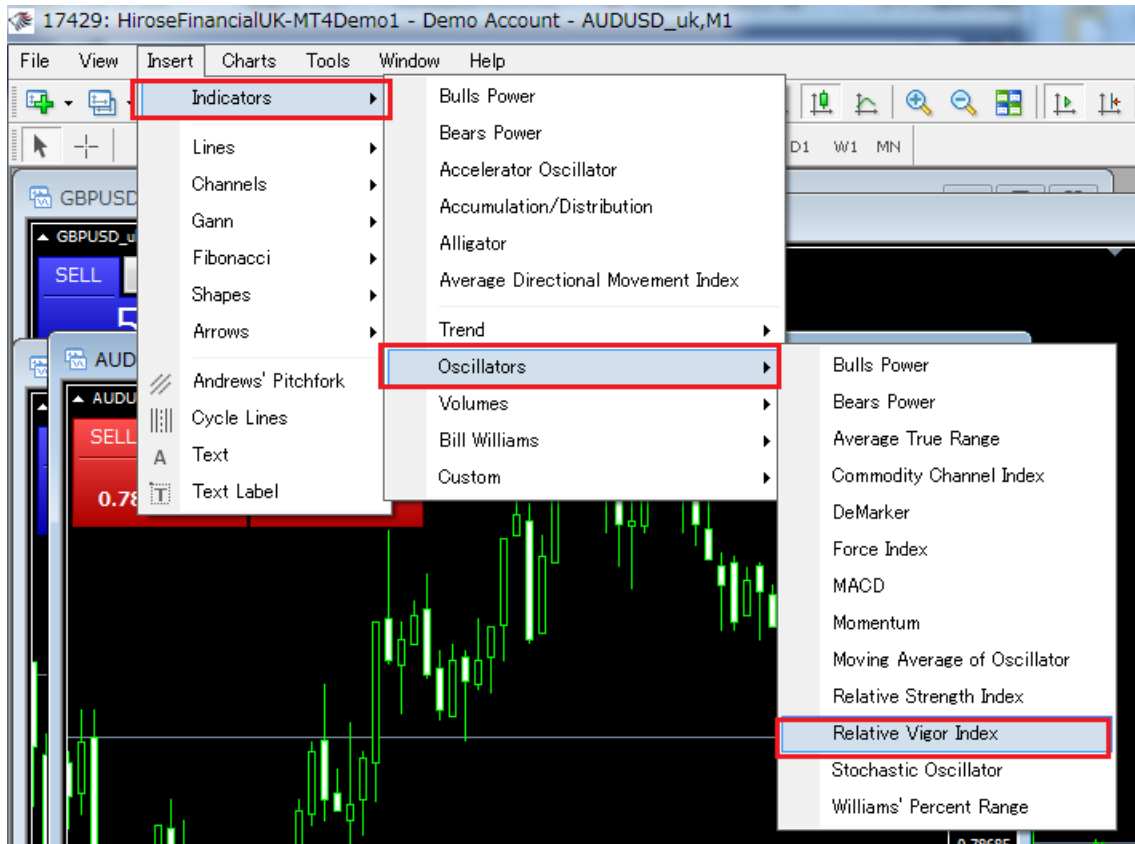 17429: HiroseFinancialUK-MT4Demo1 - Demo Account - AUDUSD_uk,M1
File View Insert Charts Tools Window Help
Indicators
Lines
Channels
Gann
Fibonacci
Shapes
Arrows
Andrews' Pitchfork
Cycle Lines
Text
Text Label
Bulls Power
Bears Power
Accelerator Oscillator
Accumulation/Distribution
Alligator
Average Directional Movement Index
Trend
Oscillators
Volumes
Bill Williams
Custom
Bulls Power
Bears Power
Average True Range
Commodity Channel Index
DeMarker
Force Index
MACD
Momentum
Moving Average of Oscillator
Relative Strength Index
Relative Vigor Index
Stochastic Oscillator
Williams' Percent Range
D1 W1 MN
GBPUSD
GBPUSD_u
SELL
AUD
AUDU
SELL
0.78